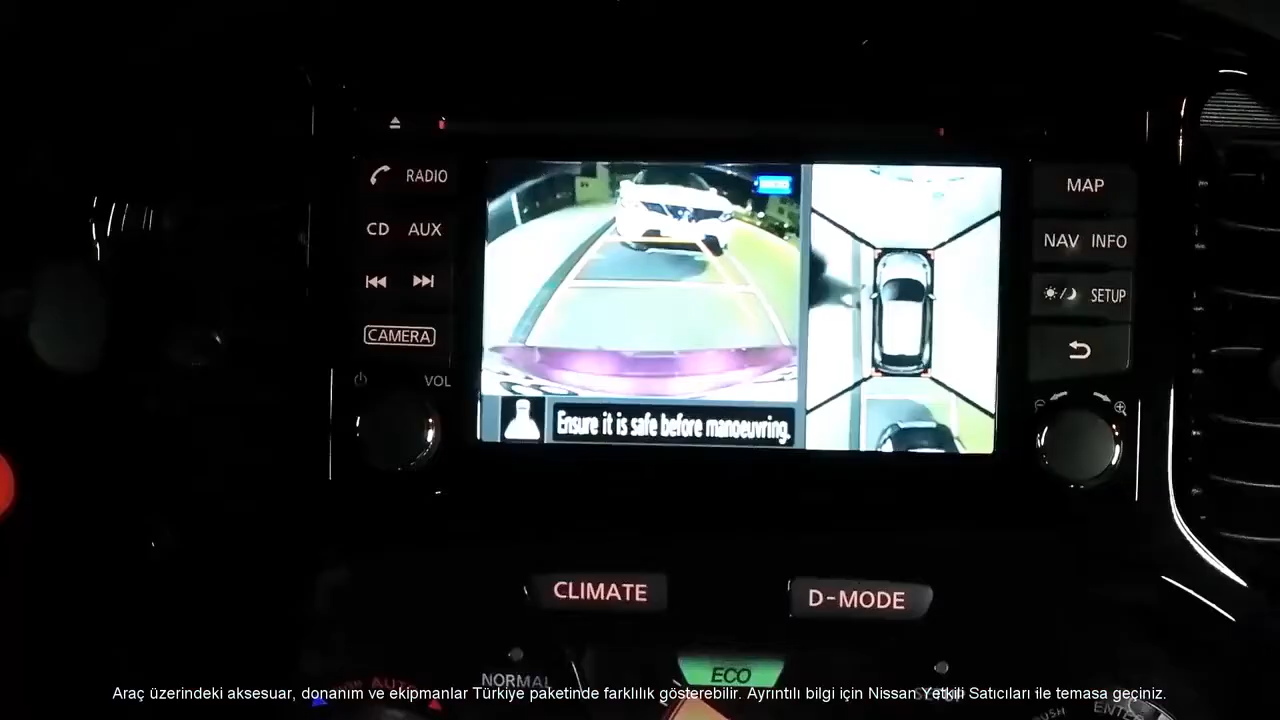 RADIO
CD AUX
CAMERA
VOL
Ensure it is safe before manoeuvring.
MAP
NAV INFO
SETUP
CLIMATE
D-MODE
NORMAL
ECO
AUTO
PUSH
Araç üzerindeki aksesuar, donanım ve ekipmanlar Türkiye paketinde farklılık gösterebilir. Ayrıntılı bilgi için Nissan Yetkili Satıcıları ile temasa geçiniz.